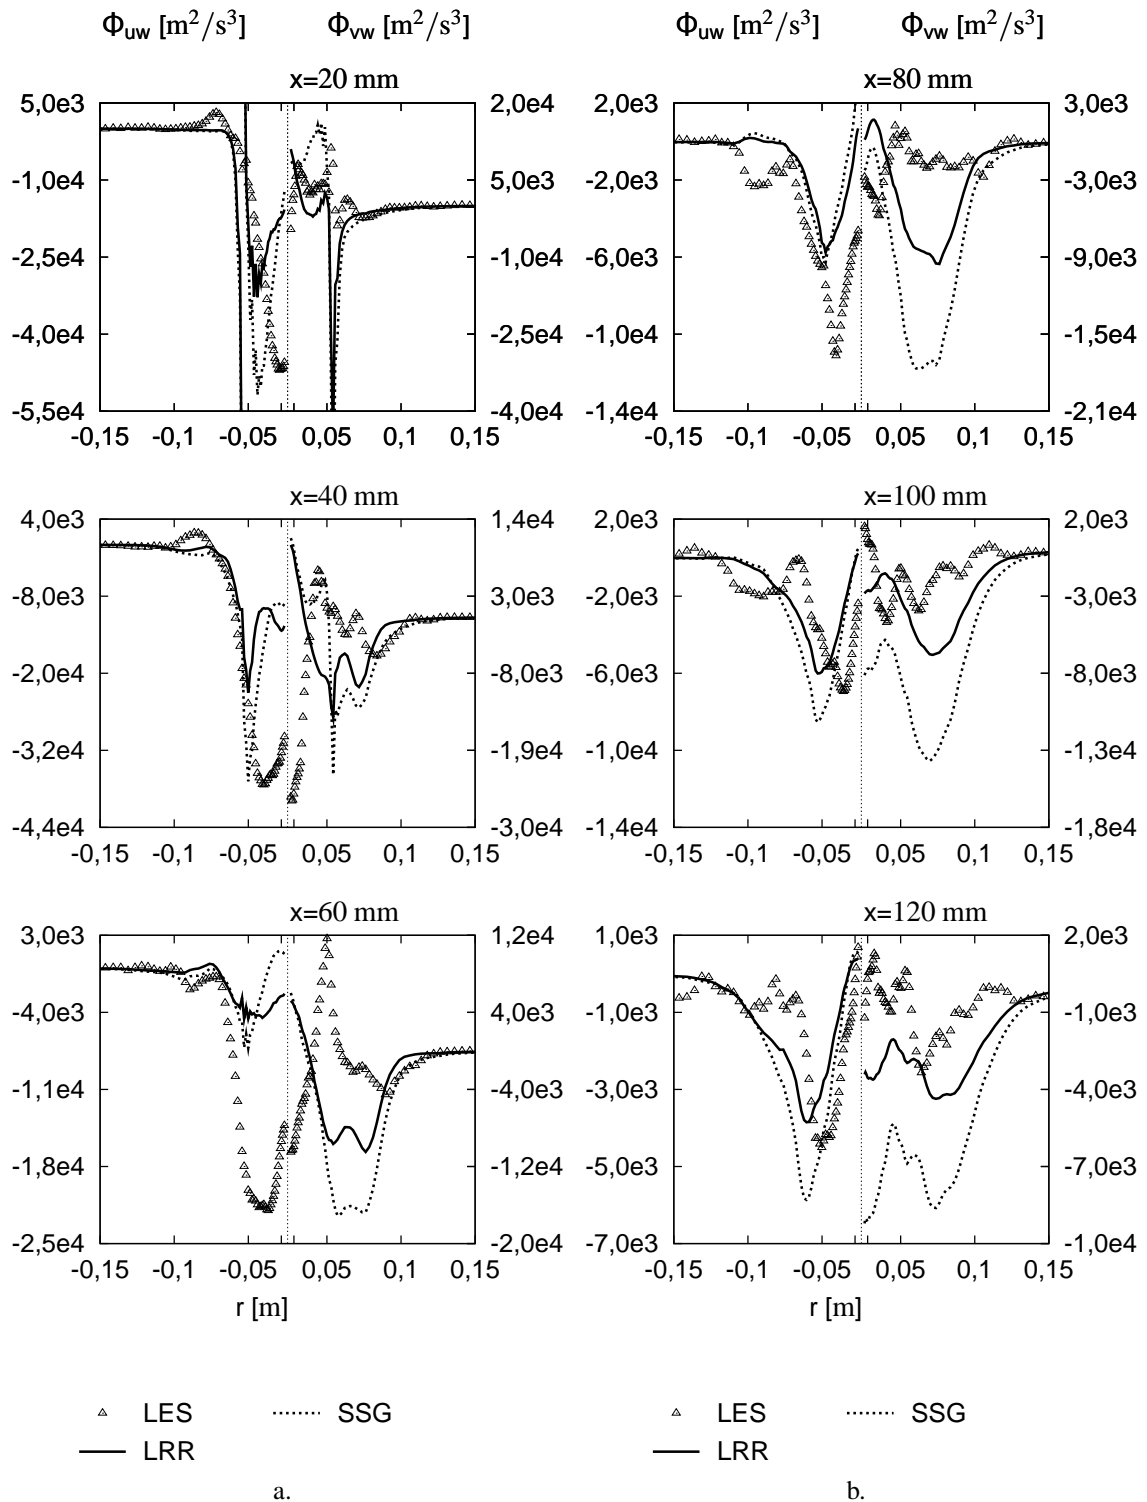 Φuw [m²/s³] Φvw [m²/s³] Φuw [m²/s³] Φvw [m²/s³]
x=20 mm x=80 mm
5,0e3 2,0e4 2,0e3 3,0e3
-1,0e4 5,0e3 -2,0e3 -3,0e3
-2,5e4 -1,0e4 -6,0e3 -9,0e3
-4,0e4 -2,5e4 -1,0e4 -1,5e4
-5,5e4 -4,0e4 -1,4e4 -2,1e4
-0,15 -0,1 -0,05 0,05 0,1 0,15 -0,15 -0,1 -0,05 0,05 0,1 0,15
x=40 mm x=100 mm
4,0e3 1,4e4 2,0e3 2,0e3
-8,0e3 3,0e3 -2,0e3 -3,0e3
-2,0e4 -8,0e3 -6,0e3 -8,0e3
-3,2e4 -1,9e4 -1,0e4 -1,3e4
-4,4e4 -3,0e4 -1,4e4 -1,8e4
-0,15 -0,1 -0,05 0,05 0,1 0,15 -0,15 -0,1 -0,05 0,05 0,1 0,15
x=60 mm x=120 mm
3,0e3 1,2e4 1,0e3 2,0e3
-4,0e3 4,0e3 -1,0e3 -1,0e3
-1,1e4 -4,0e3 -3,0e3 -4,0e3
-1,8e4 -1,2e4 -5,0e3 -7,0e3
-2,5e4 -2,0e4 -7,0e3 -1,0e4
-0,15 -0,1 -0,05 0,05 0,1 0,15 -0,15 -0,1 -0,05 0,05 0,1 0,15
r [m] r [m]
LES SSG LES SSG
LRR LRR
a. b.